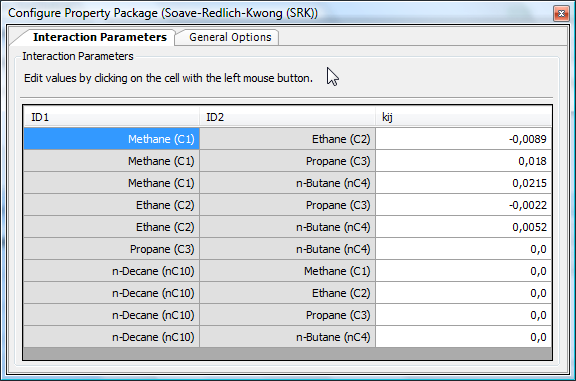 Configure Property Package (Soave-Redlich-Kwong (SRK))
Interaction Parameters General Options
Interaction Parameters
Edit values by clicking on the cell with the left mouse button.
ID1 ID2 kij
Methane (C1) Ethane (C2) -0,0089
Methane (C1) Propane (C3) 0,018
Methane (C1) n-Butane (nC4) 0,0215
Ethane (C2) Propane (C3) -0,0022
Ethane (C2) n-Butane (nC4) 0,0052
Propane (C3) n-Butane (nC4) 0,0
n-Decane (nC10) Methane (C1) 0,0
n-Decane (nC10) Ethane (C2) 0,0
n-Decane (nC10) Propane (C3) 0,0
n-Decane (nC10) n-Butane (nC4) 0,0